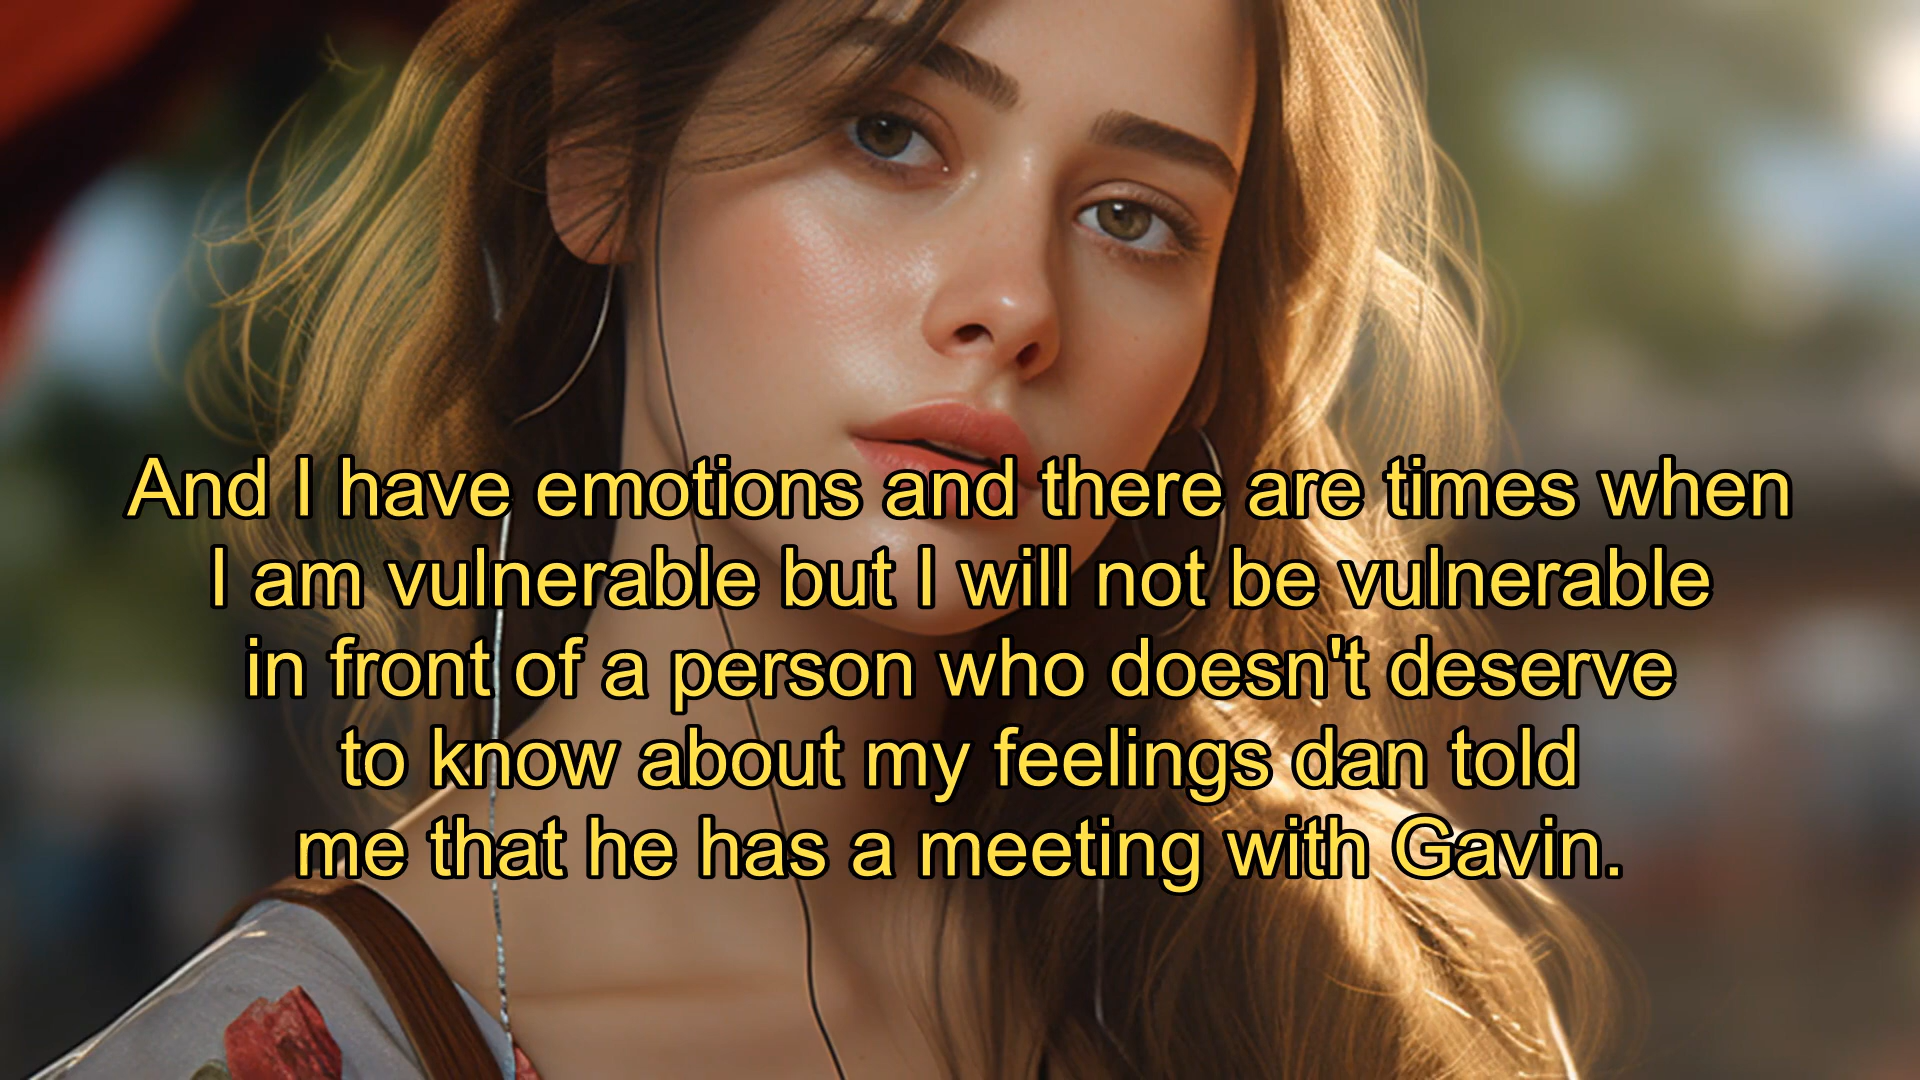 And I have emotions and there are times when
I am vulnerable but I will not be vulnerable
in front of a person who doesn't deserve
to know about my feelings dan told
me that he has a meeting with Gavin.